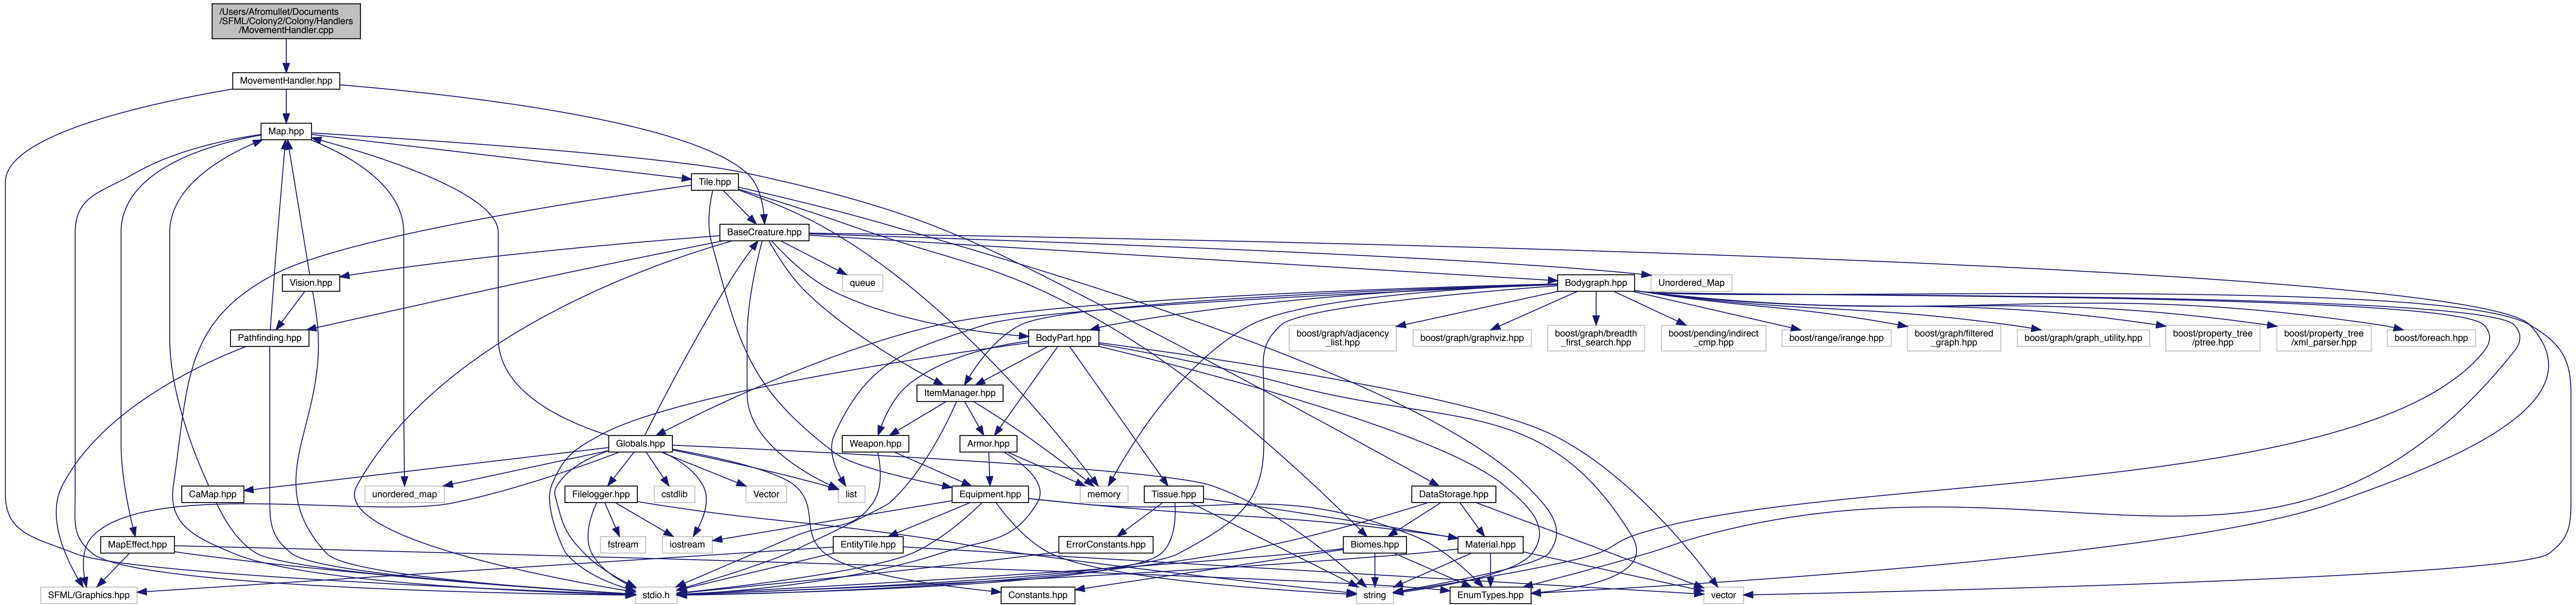 /Users/Afromullet/Documents
/SFML/Colony2/Colony/Handlers
/MovementHandler.cpp
MovementHandler.hpp
Map.hpp
Tile.hpp
BaseCreature.hpp
Vision.hpp
queue
Bodygraph.hpp
Unordered_Map
Pathfinding.hpp
BodyPart.hpp
boost/graph/adjacency
_list.hpp
boost/graph/graphviz.hpp
boost/graph/breadth
_first_search.hpp
boost/pending/indirect
_cmp.hpp
boost/range/irange.hpp
boost/graph/filtered
_graph.hpp
boost/graph/graph_utility.hpp
boost/property_tree
/ptree.hpp
boost/property_tree
/xml_parser.hpp
boost/foreach.hpp
ItemManager.hpp
Globals.hpp
Weapon.hpp
Armor.hpp
CaMap.hpp
unordered_map
Filelogger.hpp
cstdlib
Vector
list
Equipment.hpp
memory
Tissue.hpp
DataStorage.hpp
MapEffect.hpp
fstream
iostream
EntityTile.hpp
ErrorConstants.hpp
Biomes.hpp
Material.hpp
SFML/Graphics.hpp
stdio.h
Constants.hpp
string
EnumTypes.hpp
vector